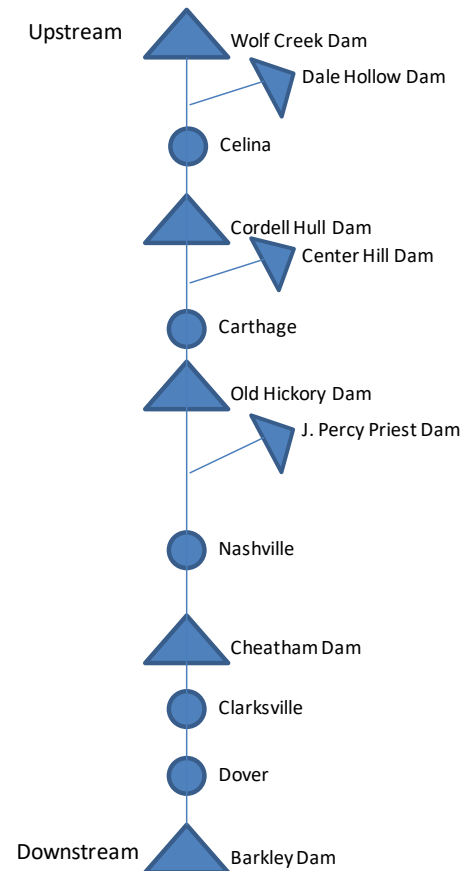 Upstream
Wolf Creek Dam
Dale Hollow Dam
Celina
Cordell Hull Dam
Center Hill Dam
Carthage
Old Hickory Dam
J. Percy Priest Dam
Nashville
Cheatham Dam
Clarksville
Dover
Downstream
Barkley Dam